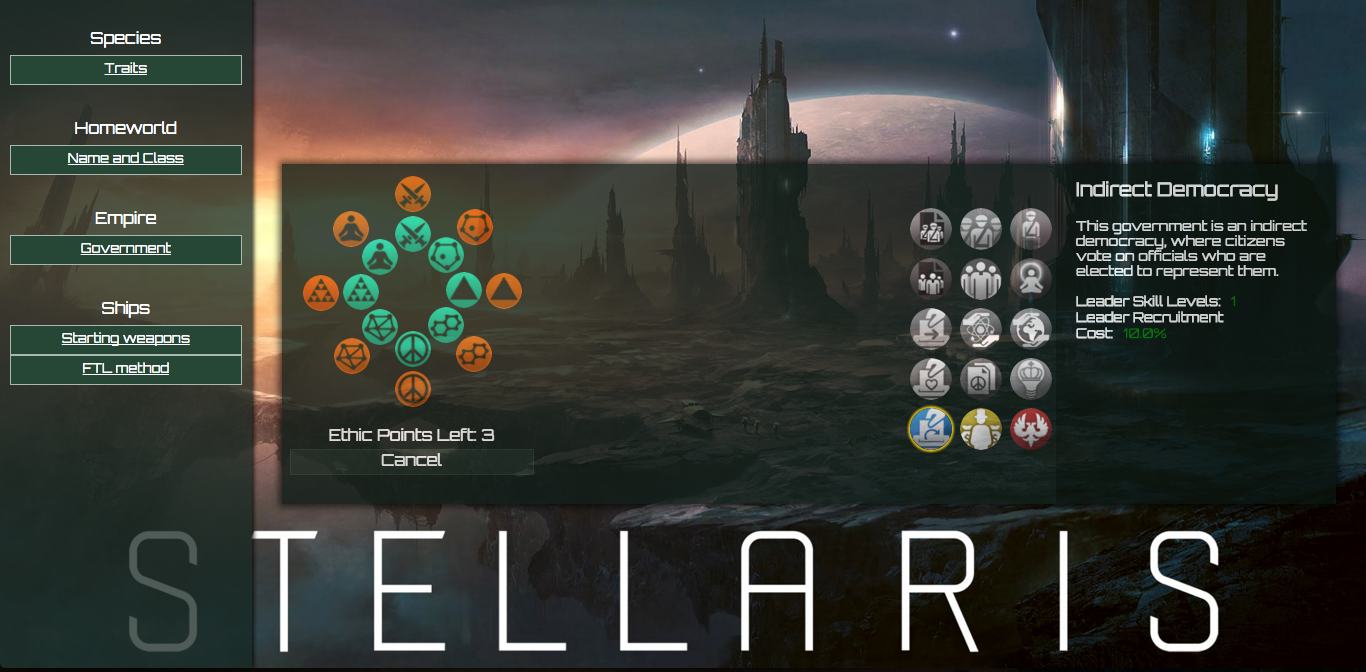 Species
Traits
Homeworld
Name and Class
Empire
Government
Ships
Starting weapons
FTL method
Ethic Points Left: 3
Cancel
Indirect Democracy
This government is an indirect
democracy, where citizens
vote on officials who are
elected to represent them.
Leader Skill Levels: 1
Leader Recruitment
Cost: 10.0%
STELLARIS